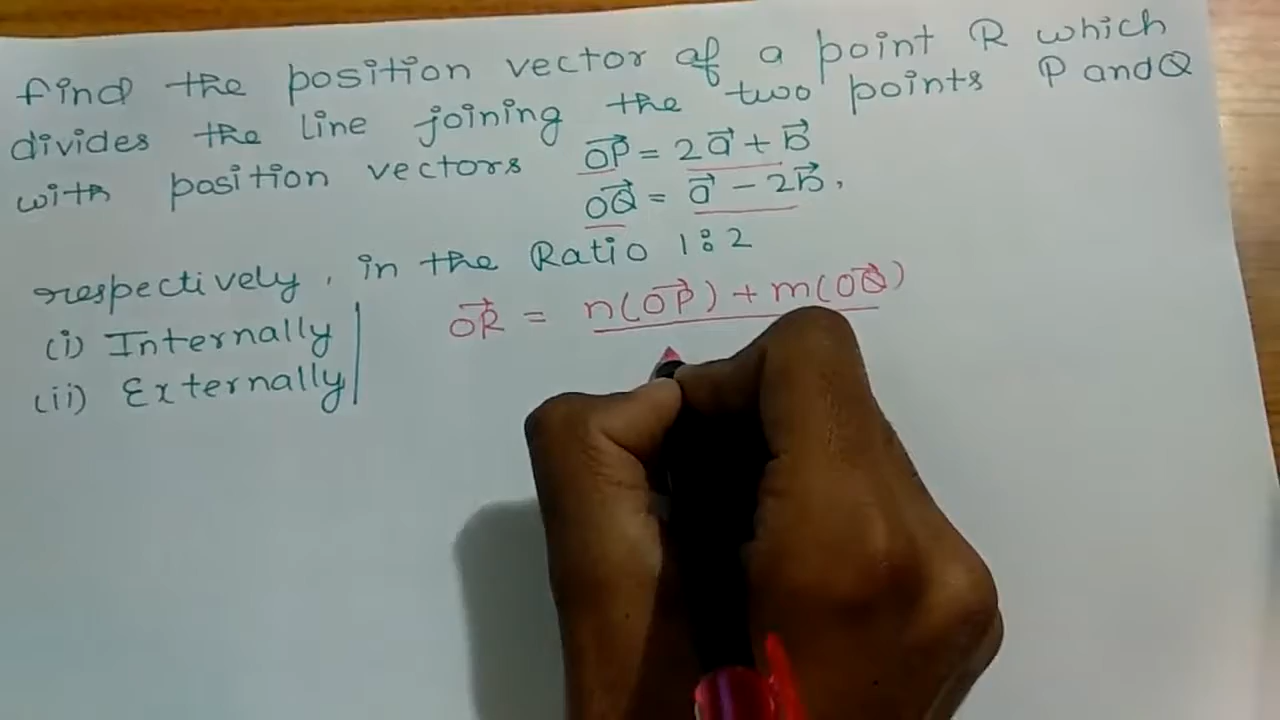 find the position vector of a point R which
divides the line joining the two points P and Q
with position vectors OP⃗ = 2a⃗ + b⃗
OQ⃗ = a⃗ - 2b⃗,
respectively, in the Ratio 1:2
(i) Internally
(ii) Externally
OR⃗ = n(OP⃗) + m(OQ⃗)